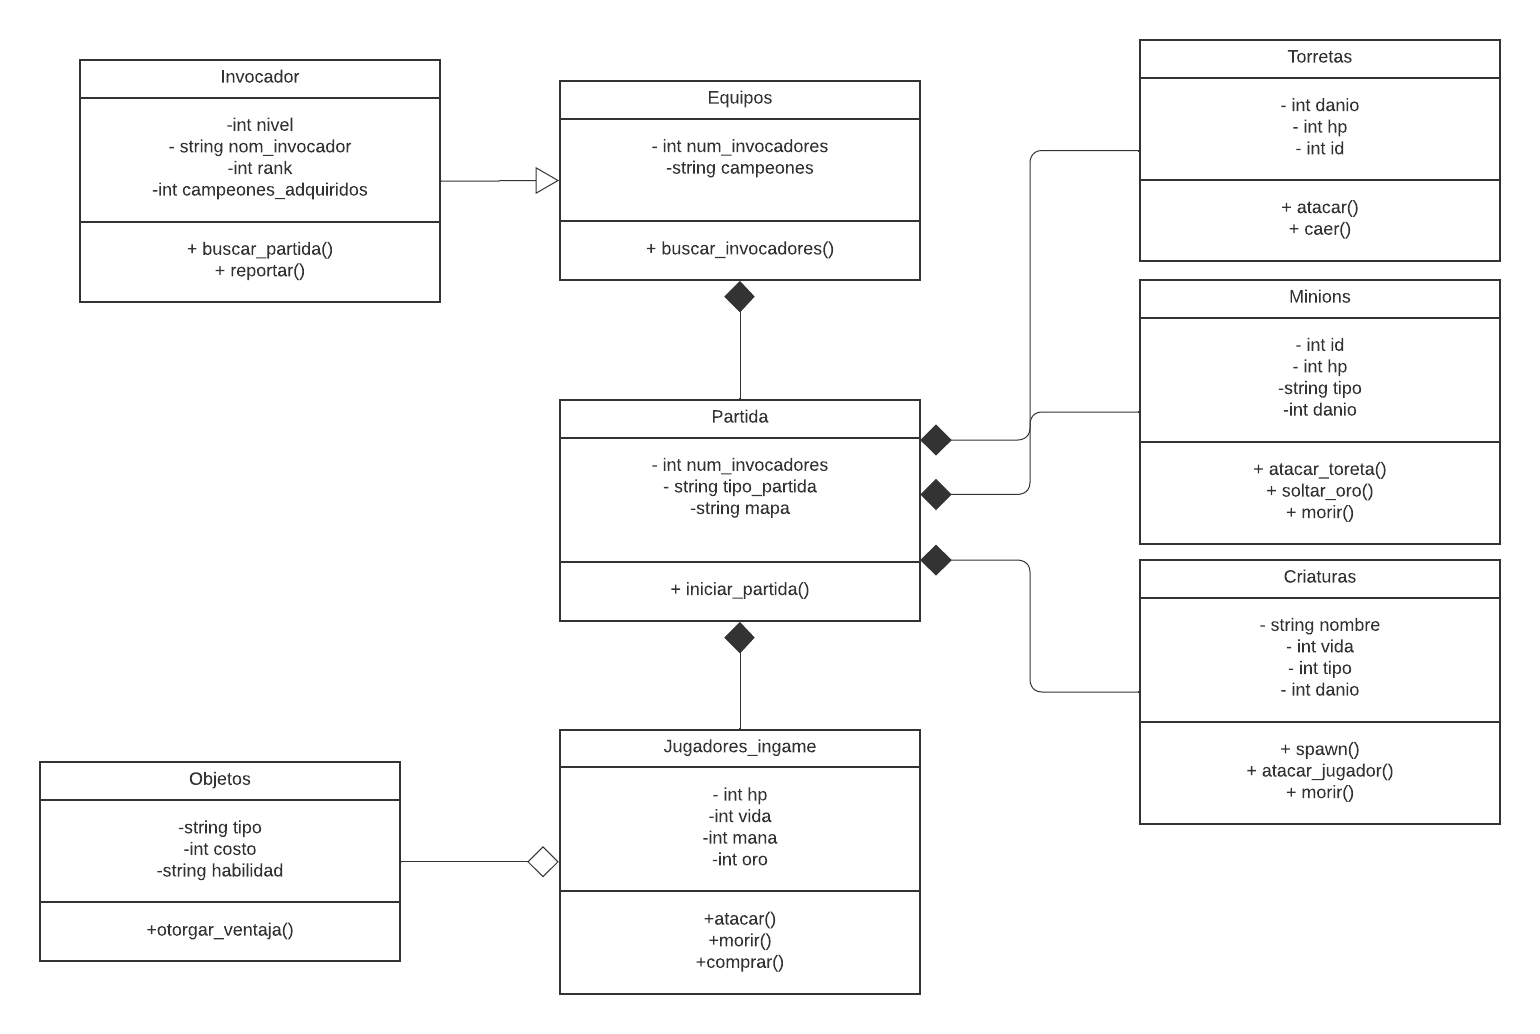 Invocador
-int nivel
- string nom_invocador
-int rank
-int campeones_adquiridos
+ buscar_partida()
+ reportar()
Equipos
- int num_invocadores
-string campeones
+ buscar_invocadores()
Torretas
- int danio
- int hp
- int id
+ atacar()
+ caer()
Minions
- int id
- int hp
-string tipo
-int danio
+ atacar_toreta()
+ soltar_oro()
+ morir()
Partida
- int num_invocadores
- string tipo_partida
-string mapa
+ iniciar_partida()
Criaturas
- string nombre
- int vida
- int tipo
- int danio
+ spawn()
+ atacar_jugador()
+ morir()
Jugadores_ingame
- int hp
-int vida
-int mana
-int oro
+atacar()
+morir()
+comprar()
Objetos
-string tipo
-int costo
-string habilidad
+otorgar_ventaja()